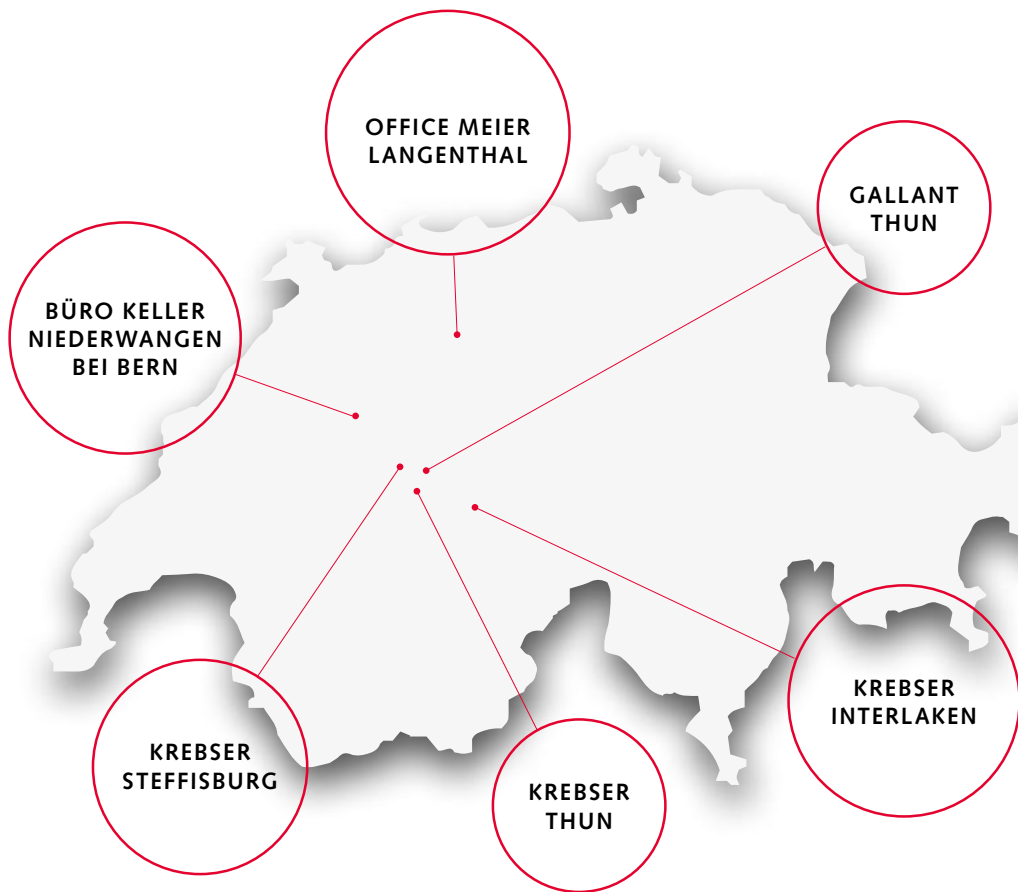 OFFICE MEIER
LANGENTHAL
GALLANT
THUN
BÜRO KELLER
NIEDERWANGEN
BEI BERN
KREBSER
INTERLAKEN
KREBSER
STEFFISBURG
KREBSER
THUN